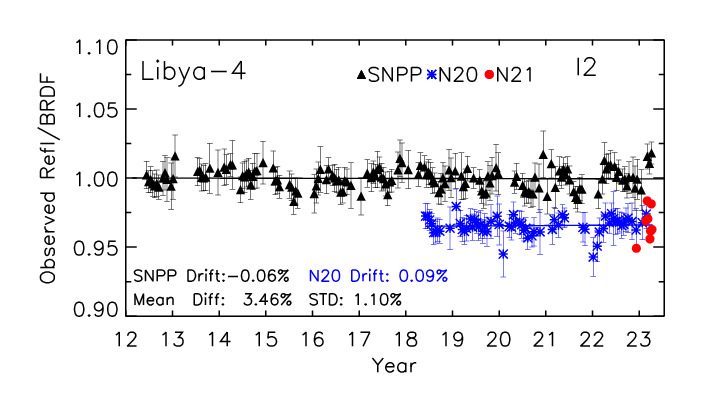 1.10
Libya-4
SNPP N20 N21
I2
1.05
1.00
0.95
0.90
Observed Refl/BRDF
SNPP Drift:-0.06% N20 Drift: 0.09%
Mean Diff: 3.46% STD: 1.10%
12 13 14 15 16 17 18 19 20 21 22 23
Year